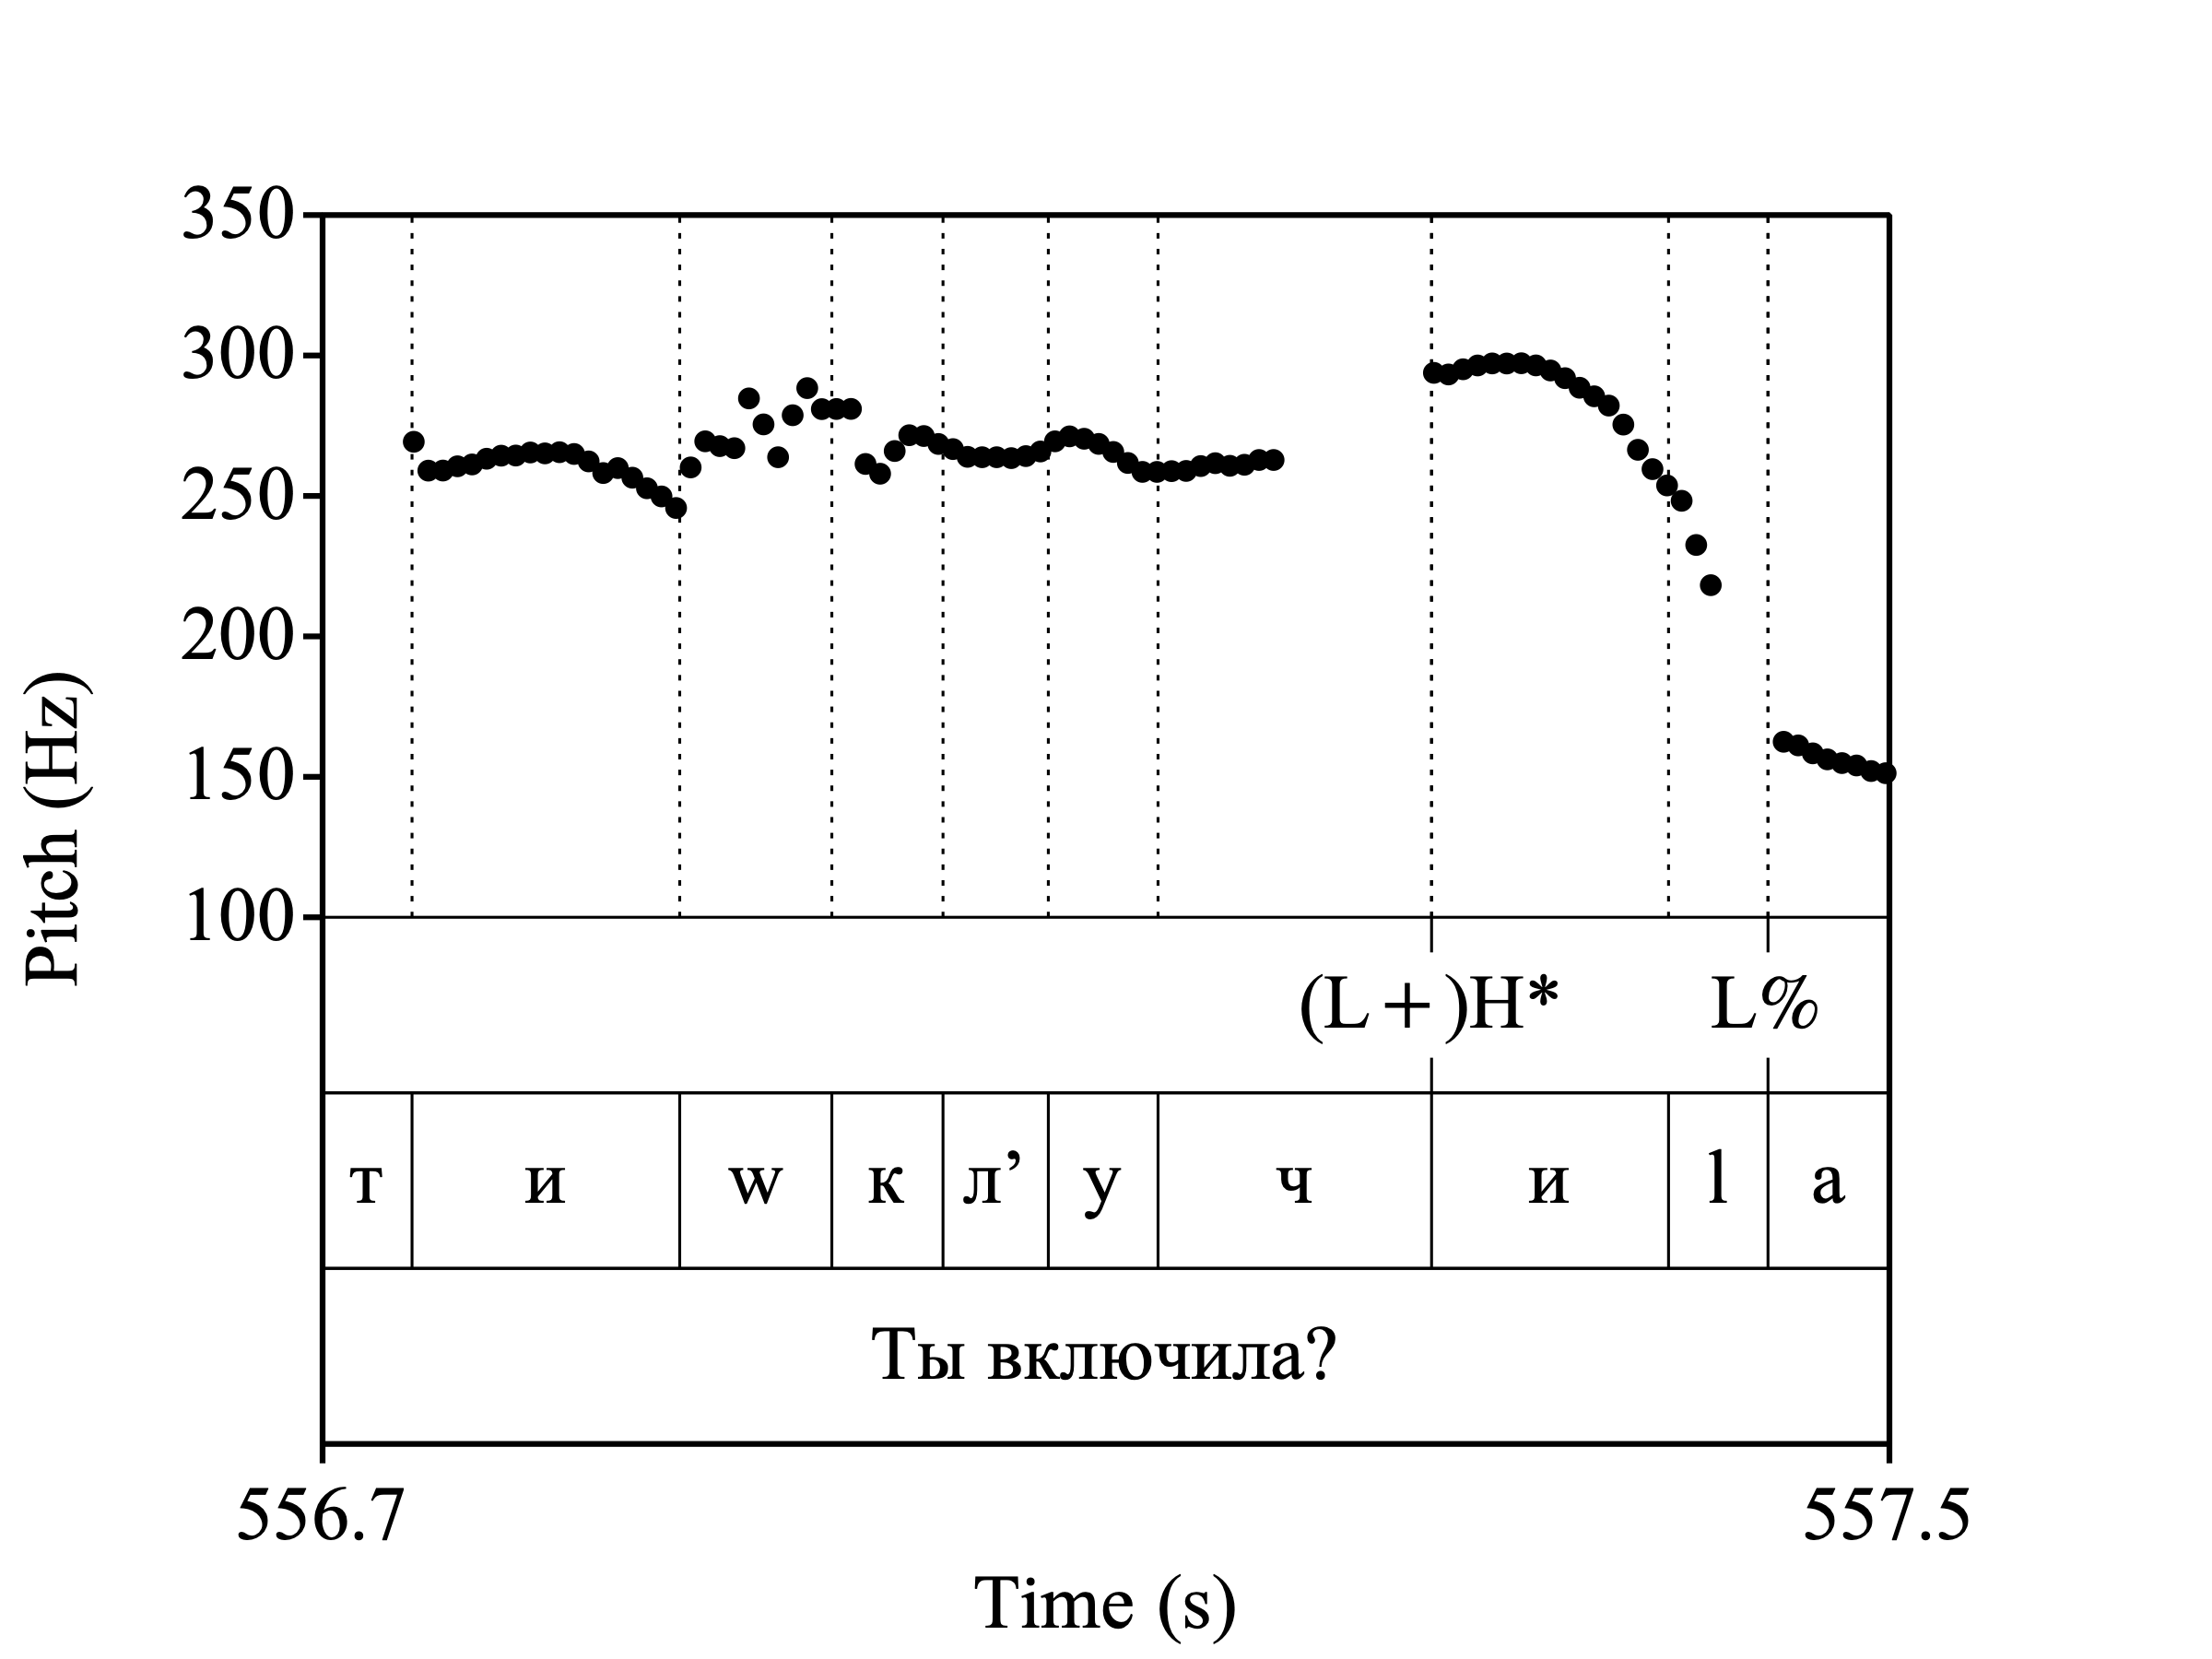 350
300
250
200
150
100
Pitch (Hz)
(L+)H* L%
т и w к л’ у ч и l а
Ты включила?
556.7 557.5
Time (s)